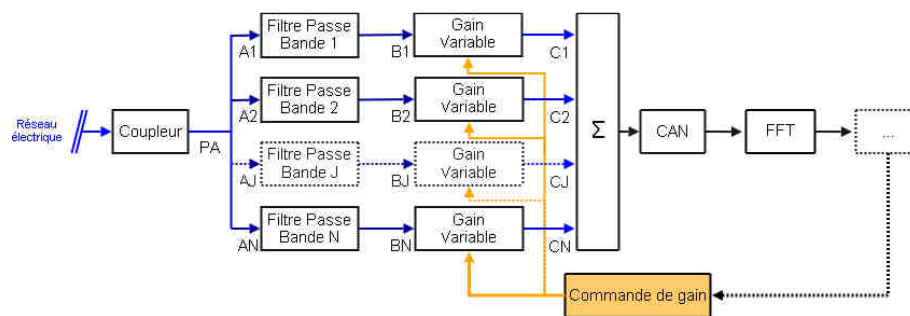 Filtre Passe
Bande 1
Gain
Variable
A1
B1
C1
Filtre Passe
Bande 2
Gain
Variable
A2
B2
C2
Réseau
électrique
Coupleur
PA
Σ
CAN
FFT
...
Filtre Passe
Bande J
Gain
Variable
AJ
BJ
CJ
Filtre Passe
Bande N
Gain
Variable
AN
BN
CN
Commande de gain